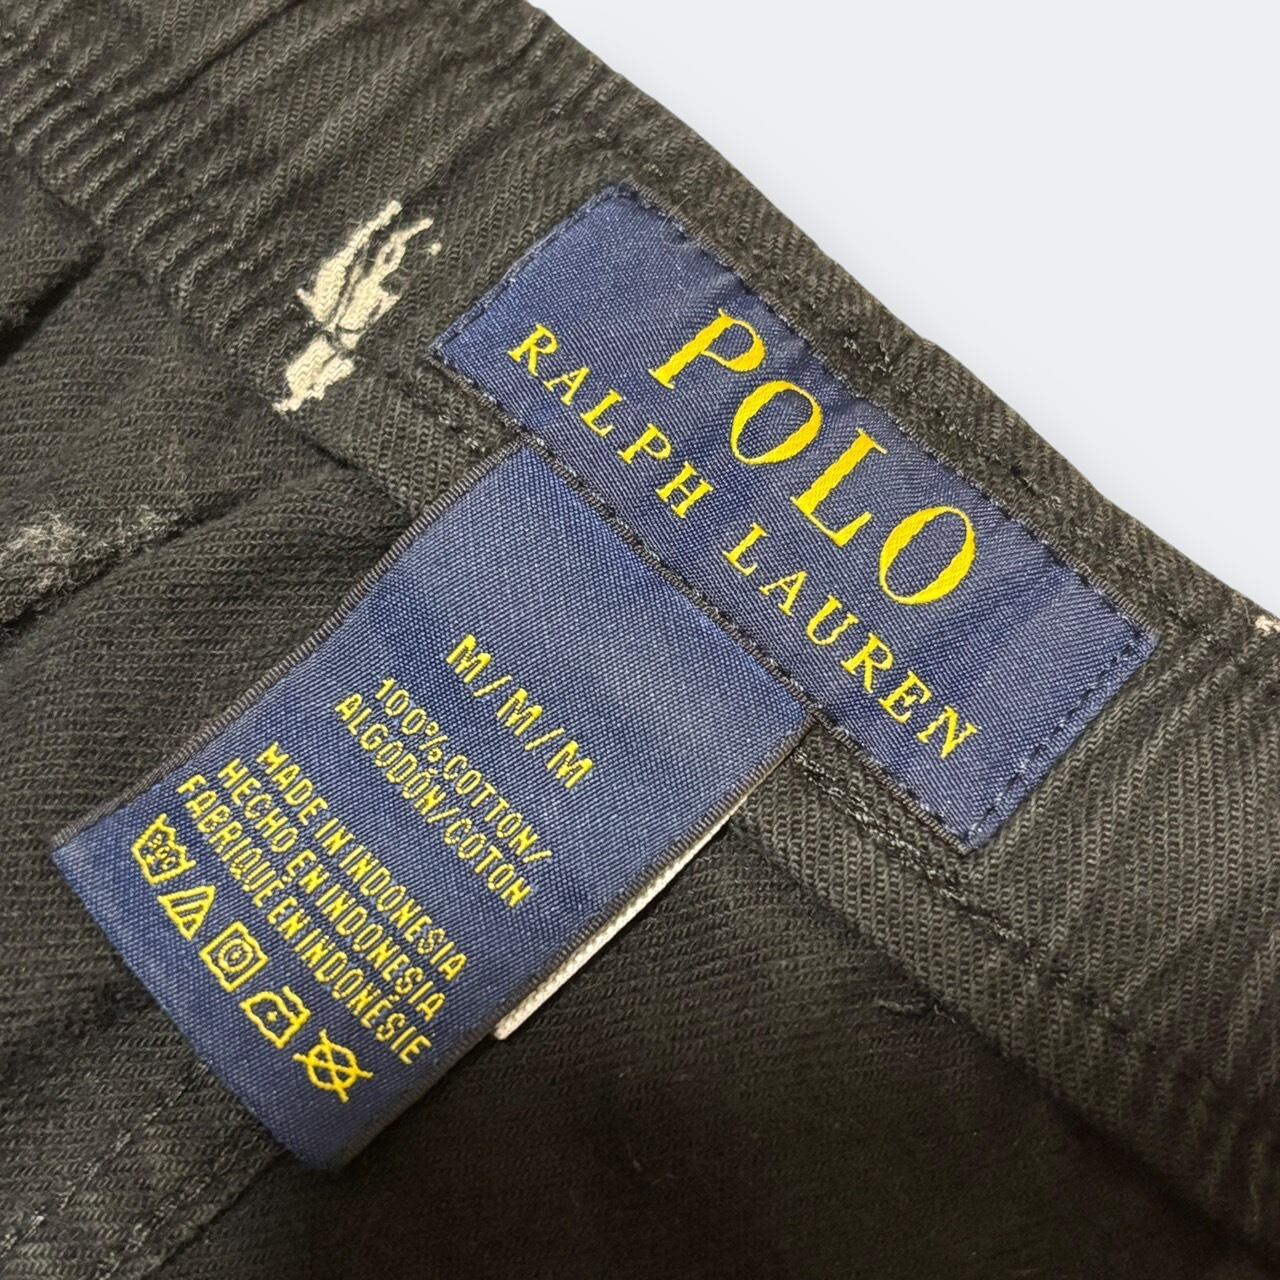 POLO
RALPH LAUREN
M/M/M
100% COTTON/
ALGODÓN/COTON
MADE IN INDONESIA
HECHO EN INDONESIA
FABRIQUÉ EN INDONÉSIE